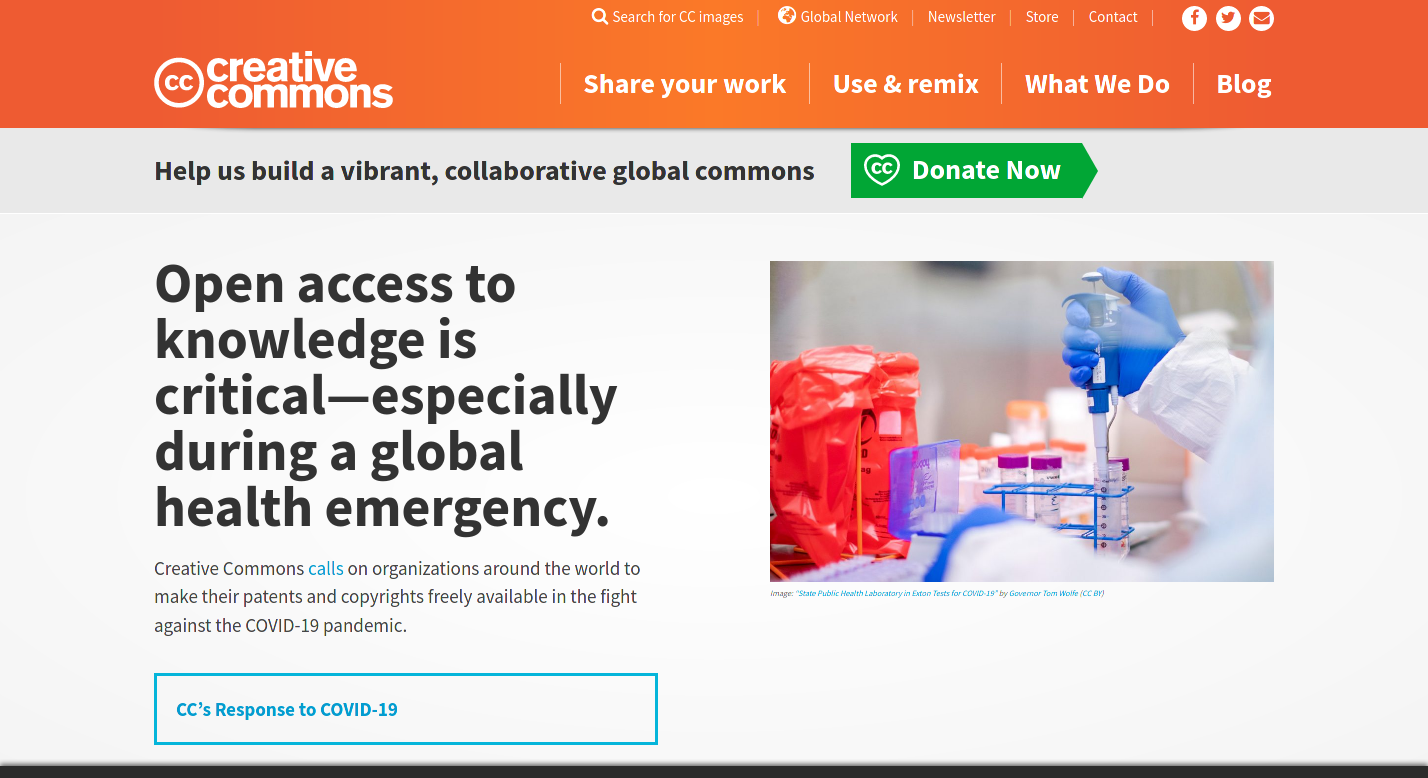 Search for CC images
Global Network
Newsletter
Store
Contact
cc creative
commons
Share your work
Use & remix
What We Do
Blog
Help us build a vibrant, collaborative global commons
cc Donate Now
Open access to
knowledge is
critical—especially
during a global
health emergency.
Creative Commons calls on organizations around the world to
make their patents and copyrights freely available in the fight
against the COVID-19 pandemic.
Image: "State Public Health Laboratory in Exton Tests for COVID-19" by Governor Tom Wolfe (CC BY)
CC’s Response to COVID-19